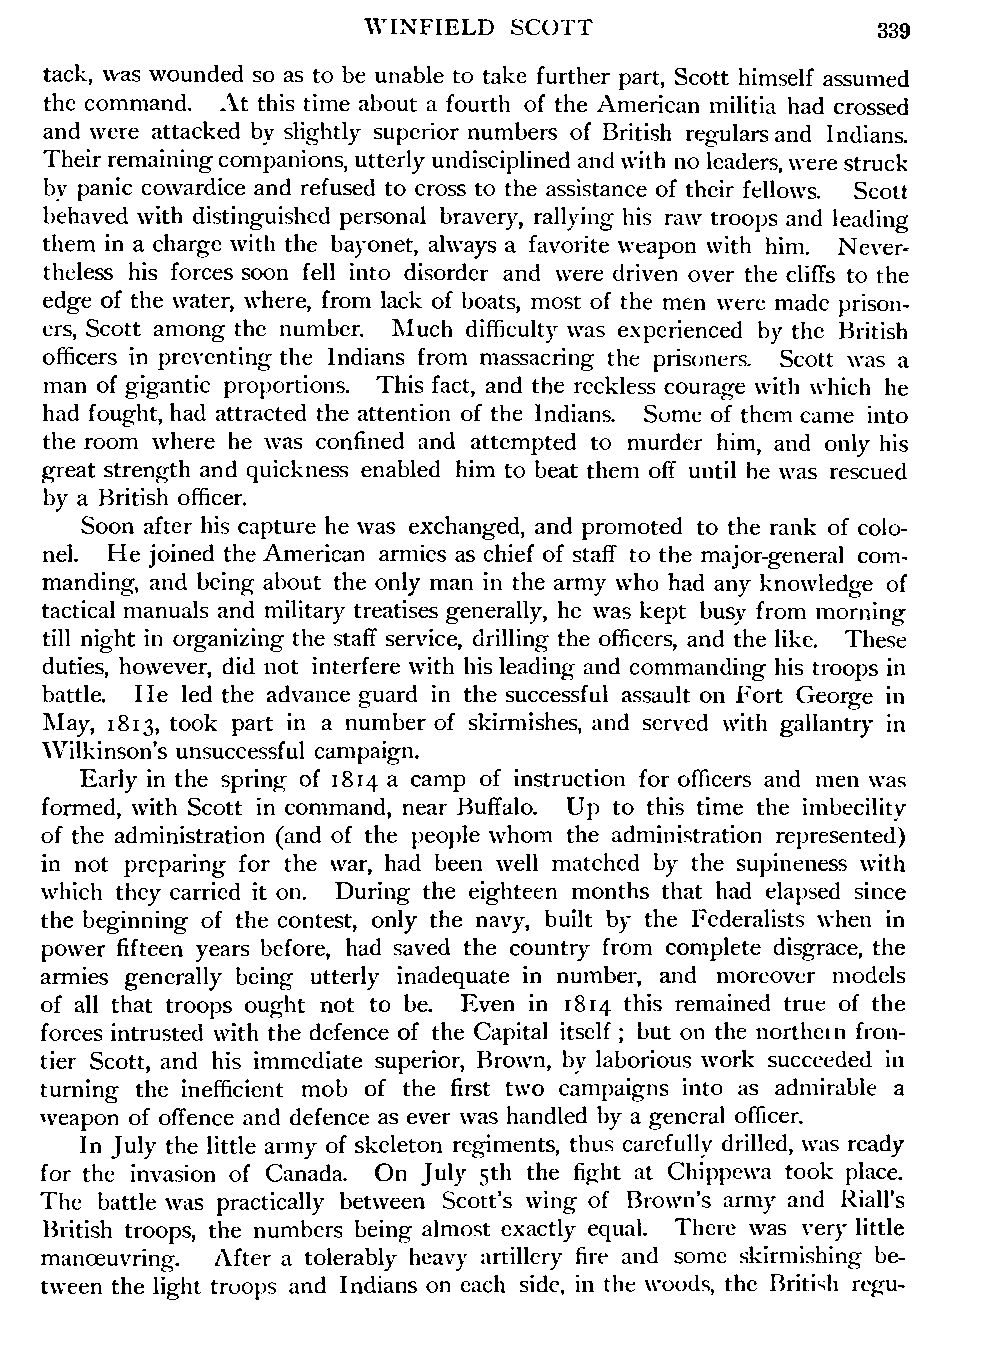 WINFIELD SCOTT 339
tack, was wounded so as to be unable to take further part, Scott himself assumed
the command. At this time about a fourth of the American militia had crossed
and were attacked by slightly superior numbers of British regulars and Indians.
Their remaining companions, utterly undisciplined and with no leaders, were struck
by panic cowardice and refused to cross to the assistance of their fellows. Scott
behaved with distinguished personal bravery, rallying his raw troops and leading
them in a charge with the bayonet, always a favorite weapon with him. Never-
theless his forces soon fell into disorder and were driven over the cliffs to the
edge of the water, where, from lack of boats, most of the men were made prison-
ers, Scott among the number. Much difficulty was experienced by the British
officers in preventing the Indians from massacring the prisoners. Scott was a
man of gigantic proportions. This fact, and the reckless courage with which he
had fought, had attracted the attention of the Indians. Some of them came into
the room where he was confined and attempted to murder him, and only his
great strength and quickness enabled him to beat them off until he was rescued
by a British officer.
Soon after his capture he was exchanged, and promoted to the rank of colo-
nel. He joined the American armies as chief of staff to the major-general com-
manding, and being about the only man in the army who had any knowledge of
tactical manuals and military treatises generally, he was kept busy from morning
till night in organizing the staff service, drilling the officers, and the like. These
duties, however, did not interfere with his leading and commanding his troops in
battle. He led the advance guard in the successful assault on Fort George in
May, 1813, took part in a number of skirmishes, and served with gallantry in
Wilkinson's unsuccessful campaign.
Early in the spring of 1814 a camp of instruction for officers and men was
formed, with Scott in command, near Buffalo. Up to this time the imbecility
of the administration (and of the people whom the administration represented)
in not preparing for the war, had been well matched by the supineness with
which they carried it on. During the eighteen months that had elapsed since
the beginning of the contest, only the navy, built by the Federalists when in
power fifteen years before, had saved the country from complete disgrace, the
armies generally being utterly inadequate in number, and moreover models
of all that troops ought not to be. Even in 1814 this remained true of the
forces intrusted with the defence of the Capital itself; but on the northern fron-
tier Scott, and his immediate superior, Brown, by laborious work succeeded in
turning the inefficient mob of the first two campaigns into as admirable a
weapon of offence and defence as ever was handled by a general officer.
In July the little army of skeleton regiments, thus carefully drilled, was ready
for the invasion of Canada. On July 5th the fight at Chippewa took place.
The battle was practically between Scott's wing of Brown's army and Riall's
British troops, the numbers being almost exactly equal. There was very little
manœuvring. After a tolerably heavy artillery fire and some skirmishing be-
tween the light troops and Indians on each side, in the woods, the British regu-